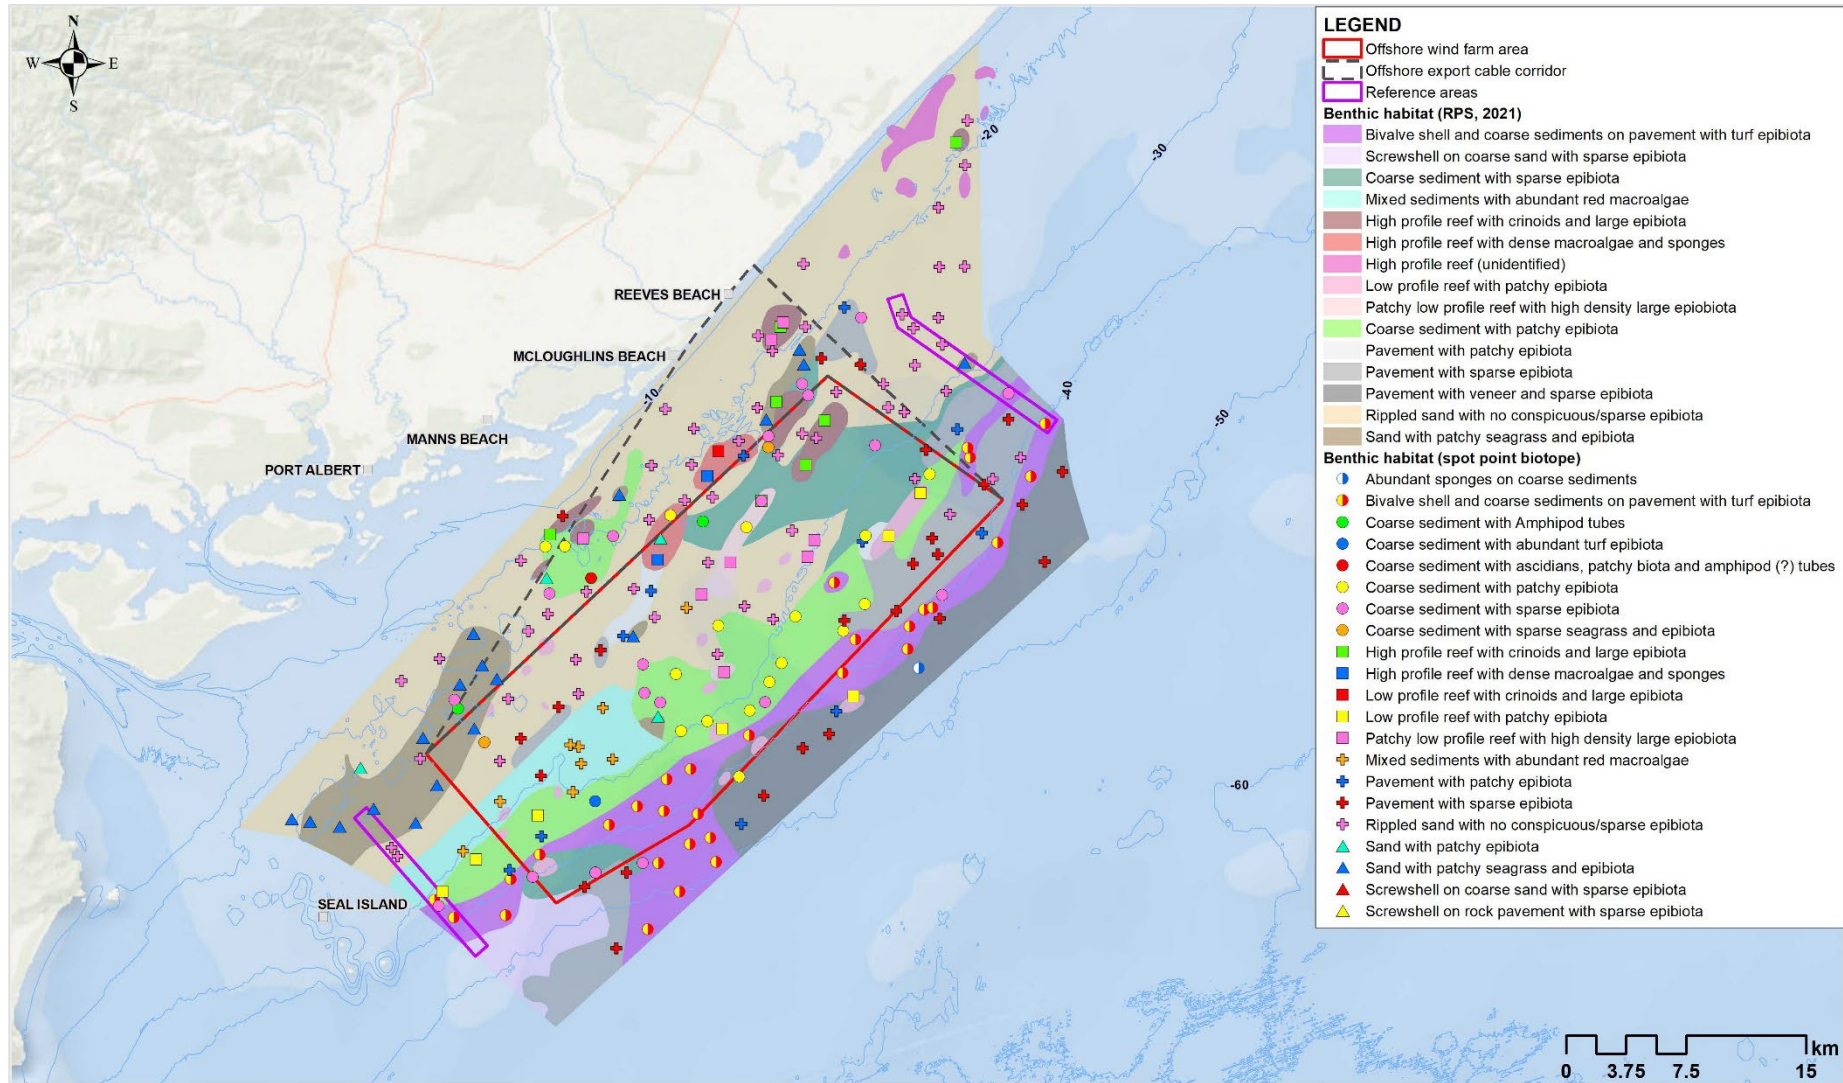 N
W
E
S
REEVES BEACH
MCLOUGHLINS BEACH
MANNS BEACH
PORT ALBERT
SEAL ISLAND
-10
-20
-30
-40
-50
-60
LEGEND
Offshore wind farm area
Offshore export cable corridor
Reference areas
Benthic habitat (RPS, 2021)
Bivalve shell and coarse sediments on pavement with turf epibiota
Screwshell on coarse sand with sparse epibiota
Coarse sediment with sparse epibiota
Mixed sediments with abundant red macroalgae
High profile reef with crinoids and large epibiota
High profile reef with dense macroalgae and sponges
High profile reef (unidentified)
Low profile reef with patchy epibiota
Patchy low profile reef with high density large epiobiota
Coarse sediment with patchy epibiota
Pavement with patchy epibiota
Pavement with sparse epibiota
Pavement with veneer and sparse epibiota
Rippled sand with no conspicuous/sparse epibiota
Sand with patchy seagrass and epibiota
Benthic habitat (spot point biotope)
Abundant sponges on coarse sediments
Bivalve shell and coarse sediments on pavement with turf epibiota
Coarse sediment with Amphipod tubes
Coarse sediment with abundant turf epibiota
Coarse sediment with ascidians, patchy biota and amphipod (?) tubes
Coarse sediment with patchy epibiota
Coarse sediment with sparse epibiota
Coarse sediment with sparse seagrass and epibiota
High profile reef with crinoids and large epibiota
High profile reef with dense macroalgae and sponges
Low profile reef with crinoids and large epibiota
Low profile reef with patchy epibiota
Patchy low profile reef with high density large epiobiota
Mixed sediments with abundant red macroalgae
Pavement with patchy epibiota
Pavement with sparse epibiota
Rippled sand with no conspicuous/sparse epibiota
Sand with patchy epibiota
Sand with patchy seagrass and epibiota
Screwshell on coarse sand with sparse epibiota
Screwshell on rock pavement with sparse epibiota
km
0 3.75 7.5 15